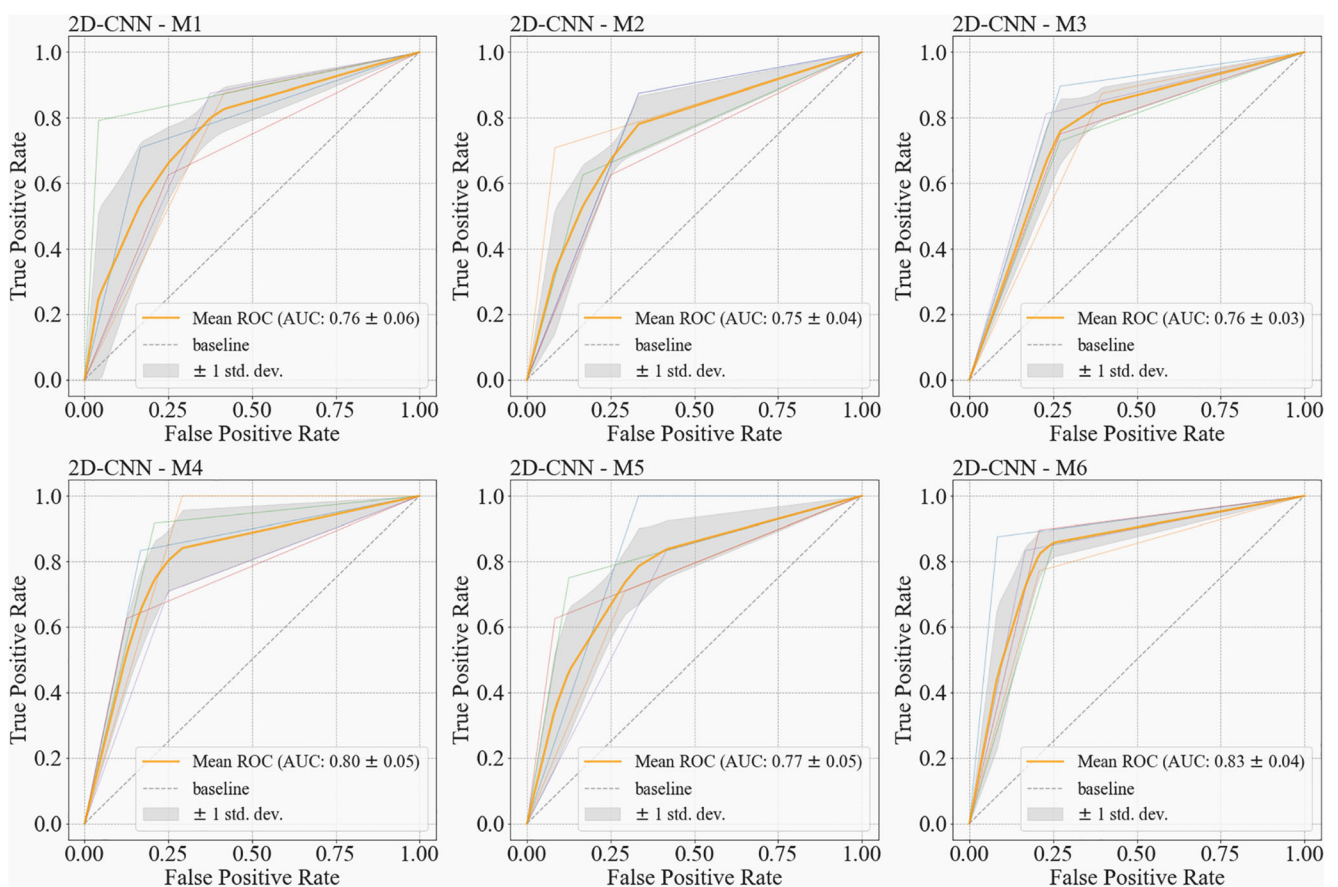 2D-CNN - M1
1.0
0.8
0.6
0.4
0.2
0.0
True Positive Rate
Mean ROC (AUC: 0.76 ± 0.06)
baseline
± 1 std. dev.
0.00 0.25 0.50 0.75 1.00
False Positive Rate
2D-CNN - M2
1.0
0.8
0.6
0.4
0.2
0.0
True Positive Rate
Mean ROC (AUC: 0.75 ± 0.04)
baseline
± 1 std. dev.
0.00 0.25 0.50 0.75 1.00
False Positive Rate
2D-CNN - M3
1.0
0.8
0.6
0.4
0.2
0.0
True Positive Rate
Mean ROC (AUC: 0.76 ± 0.03)
baseline
± 1 std. dev.
0.00 0.25 0.50 0.75 1.00
False Positive Rate
2D-CNN - M4
1.0
0.8
0.6
0.4
0.2
0.0
True Positive Rate
Mean ROC (AUC: 0.80 ± 0.05)
baseline
± 1 std. dev.
0.00 0.25 0.50 0.75 1.00
False Positive Rate
2D-CNN - M5
1.0
0.8
0.6
0.4
0.2
0.0
True Positive Rate
Mean ROC (AUC: 0.77 ± 0.05)
baseline
± 1 std. dev.
0.00 0.25 0.50 0.75 1.00
False Positive Rate
2D-CNN - M6
1.0
0.8
0.6
0.4
0.2
0.0
True Positive Rate
Mean ROC (AUC: 0.83 ± 0.04)
baseline
± 1 std. dev.
0.00 0.25 0.50 0.75 1.00
False Positive Rate